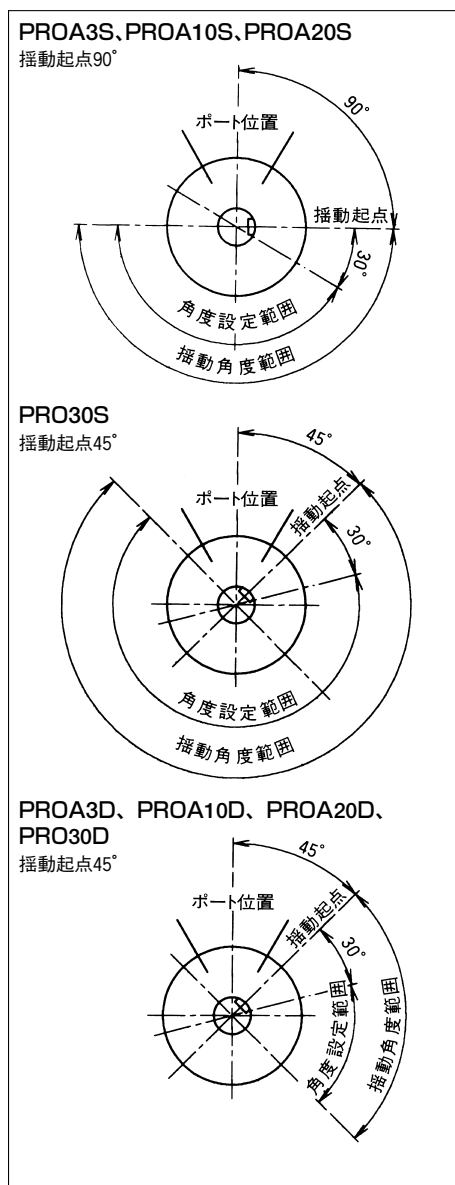 PROA3S、PROA10S、PROA20S
揺動起点90°
90°
ポート位置
揺動起点
30°
角度設定範囲
揺動角度範囲
PRO30S
揺動起点45°
45°
ポート位置
揺動起点
30°
角度設定範囲
揺動角度範囲
PROA3D、PROA10D、PROA20D、
PRO30D
揺動起点45°
45°
ポート位置
揺動起点
30°
角度設定範囲
揺動角度範囲